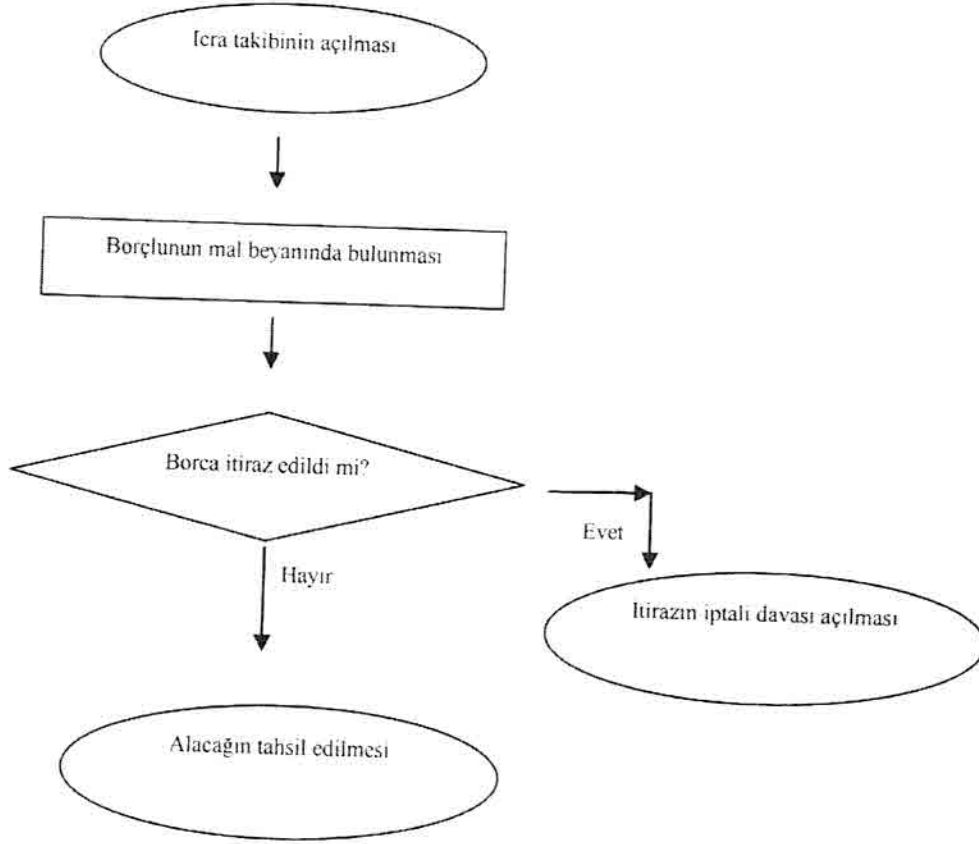 Icra takibinin açılması
Borçlunun mal beyanında bulunması
Borca itiraz edildi mi?
Evet
Hayır
Itirazın iptali davası açılması
Alacağın tahsil edilmesi